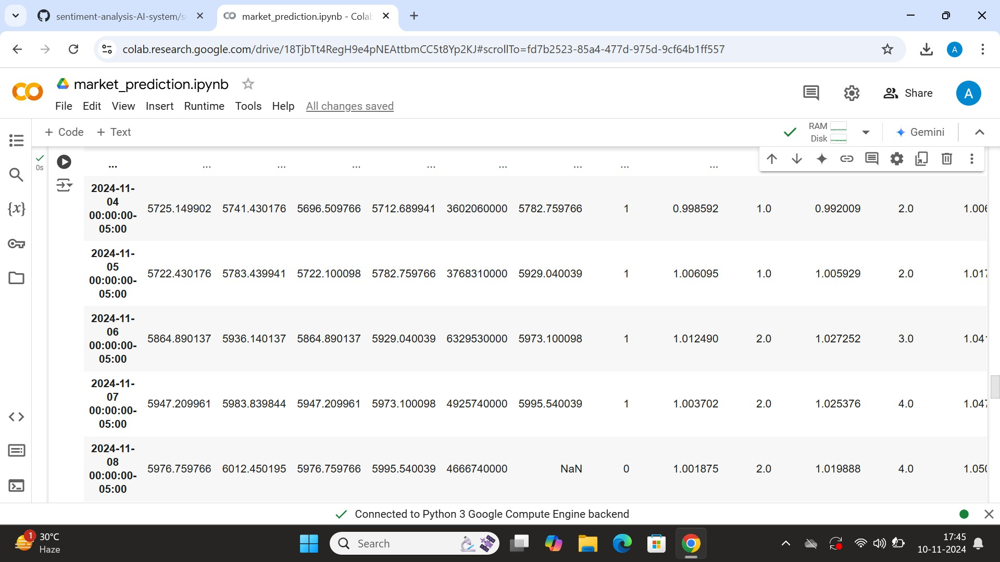 sentiment-analysis-AI-system/s
market_prediction.ipynb - Colab
colab.research.google.com/drive/18TjbTt4RegH9e4pNEAttbmCC5t8Yp2KJ#scrollTo=fd7b2523-85a4-477d-975d-9cf64b1ff557
A
CO
market_prediction.ipynb
Share
A
File Edit View Insert Runtime Tools Help All changes saved
+ Code + Text
RAM
Disk
Gemini
0s
... ... ... ... ... ... ... ... ...
2024-11-
04
00:00:00-
05:00
5725.149902 5741.430176 5696.509766 5712.689941 3602060000 5782.759766 1 0.998592 1.0 0.992009 2.0 1.006
2024-11-
05
00:00:00-
05:00
5722.430176 5783.439941 5722.100098 5782.759766 3768310000 5929.040039 1 1.006095 1.0 1.005929 2.0 1.017
2024-11-
06
00:00:00-
05:00
5864.890137 5936.140137 5864.890137 5929.040039 6329530000 5973.100098 1 1.012490 2.0 1.027252 3.0 1.041
2024-11-
07
00:00:00-
05:00
5947.209961 5983.839844 5947.209961 5973.100098 4925740000 5995.540039 1 1.003702 2.0 1.025376 4.0 1.047
2024-11-
08
00:00:00-
05:00
5976.759766 6012.450195 5976.759766 5995.540039 4666740000 NaN 0 1.001875 2.0 1.019888 4.0 1.050
{x}
Connected to Python 3 Google Compute Engine backend
1
30°C
Haze
Search
17:45
10-11-2024